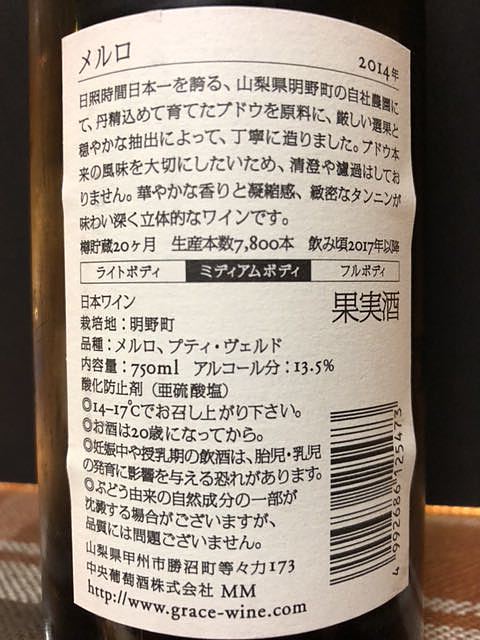 メルロ 2014年
日照時間日本一を誇る、山梨県明野町の自社農園に
て、丹精込めて育てたブドウを原料に、厳しい選果と
穏やかな抽出によって、丁寧に造りました。ブドウ本
来の風味を大切にしたいため、清澄や濾過はしてお
りません。華やかな香りと凝縮感、緻密なタンニンが
味わい深く立体的なワインです。
樽貯蔵20ヶ月 生産本数7,800本 飲み頃2017年以降
ライトボディ ミディアムボディ フルボディ
日本ワイン
果実酒
栽培地:明野町
品種:メルロ、プティ・ヴェルド
内容量:750ml アルコール分:13.5%
酸化防止剤(亜硫酸塩)
◎14-17℃でお召し上がり下さい。
◎お酒は20歳になってから。
◎妊娠中や授乳期の飲酒は、胎児・乳児
の発育に影響を与える恐れがあります。
◎ぶどう由来の自然成分の一部が
沈澱する場合がございますが、
品質には問題ございません。
山梨県甲州市勝沼町等々力173
中央葡萄酒株式会社 MM
http://www.grace-wine.com
4 992686 125473